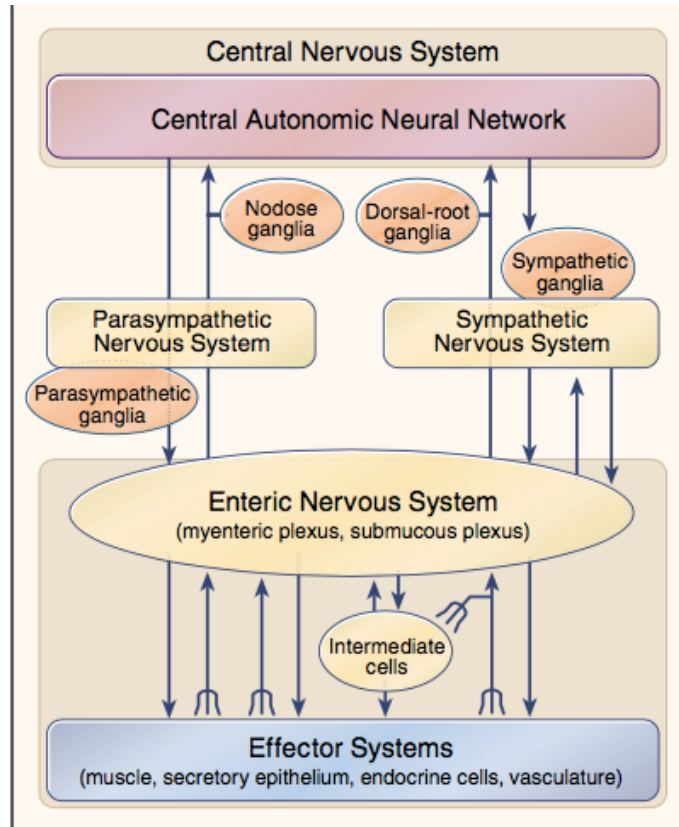 Central Nervous System
Central Autonomic Neural Network
Nodose
ganglia
Dorsal-root
ganglia
Sympathetic
ganglia
Parasympathetic
Nervous System
Sympathetic
Nervous System
Parasympathetic
ganglia
Enteric Nervous System
(myenteric plexus, submucous plexus)
Intermediate
cells
Effector Systems
(muscle, secretory epithelium, endocrine cells, vasculature)